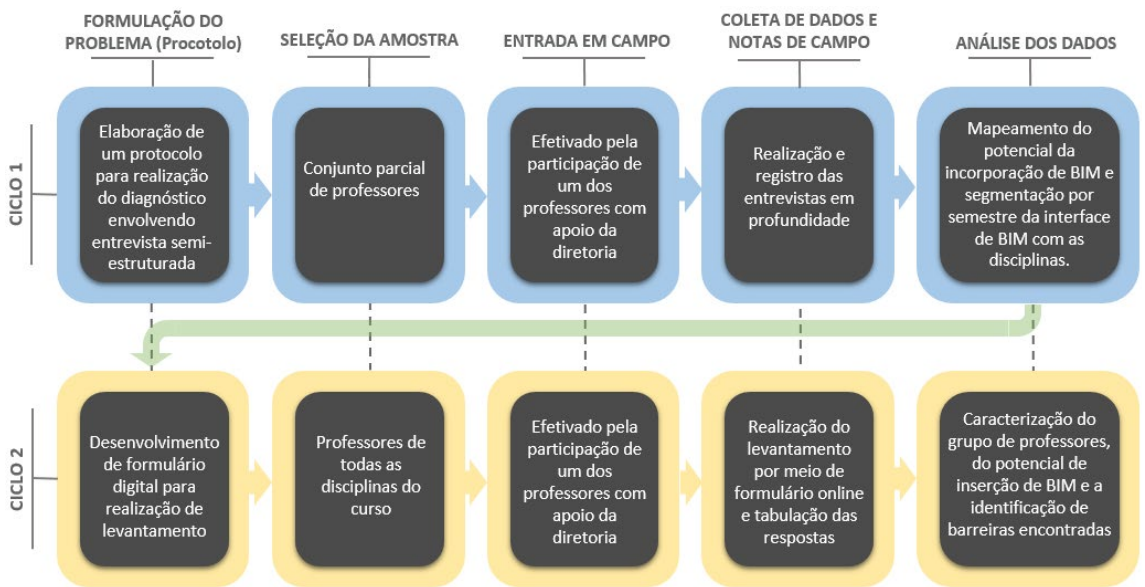 FORMULAÇÃO DO
PROBLEMA (Procotolo)
SELEÇÃO DA AMOSTRA
ENTRADA EM CAMPO
COLETA DE DADOS E
NOTAS DE CAMPO
ANÁLISE DOS DADOS
CICLO 1
Elaboração de
um protocolo
para realização
do diagnóstico
envolvendo
entrevista semi-
estruturada
Conjunto parcial
de professores
Efetivado pela
participação de
um dos
professores com
apoio da
diretoria
Realização e
registro das
entrevistas em
profundidade
Mapeamento do
potencial da
incorporação de BIM e
segmentação por
semestre da interface
de BIM com as
disciplinas.
CICLO 2
Desenvolvimento
de formulário
digital para
realização de
levantamento
Professores de
todas as
disciplinas do
curso
Efetivado pela
participação de
um dos
professores com
apoio da
diretoria
Realização do
levantamento
por meio de
formulário online
e tabulação das
respostas
Caracterização do
grupo de professores,
do potencial de
inserção de BIM e a
identificação de
barreiras encontradas